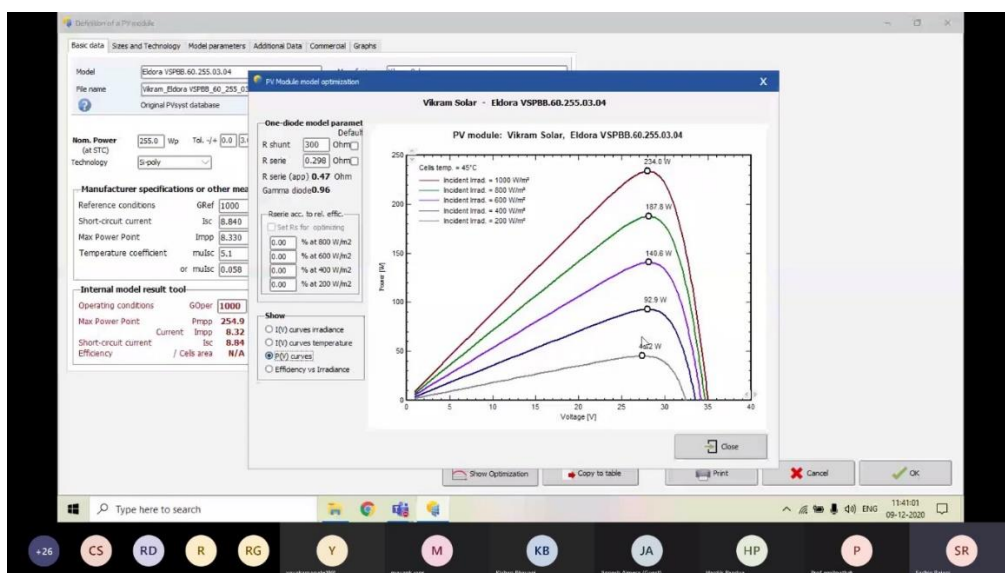 Definition of a PV module
Basic data Sizes and Technology Model parameters Additional Data Commercial Graphs
Model Eldora VSPBB.60.255.03.04
File name Vikram_Eldora VSPBB_60_255_03
Original PVsyst database
Nom. Power 255.0 Wp Tol. -/+ 0.0
(at STC)
Technology Si-poly
Manufacturer specifications or other mea
Reference conditions GRef 1000
Short-circuit current Isc 8.840
Max Power Point Impp 8.330
Temperature coefficient muIsc 5.1
or muIsc 0.058
Internal model result tool
Operating conditions GOper 1000
Max Power Point Pmpp 254.9
Current Impp 8.32
Short-circuit current Isc 8.84
Efficiency / Cells area N/A
PV Module model optimization X
Vikram Solar - Eldora VSPBB.60.255.03.04
One-diode model paramet
Default
R shunt 300 Ohm
R serie 0.298 Ohm
R serie (app) 0.47 Ohm
Gamma diode 0.96
Rserie acc. to rel. effic.
Set Rs for optimizing
0.00 % at 800 W/m2
0.00 % at 600 W/m2
0.00 % at 400 W/m2
0.00 % at 200 W/m2
Show
I(V) curves irradiance
I(V) curves temperature
P(V) curves
Efficiency vs Irradiance
PV module: Vikram Solar, Eldora VSPBB.60.255.03.04
Cells temp. = 45°C
Incident Irrad. = 1000 W/m²
Incident Irrad. = 800 W/m²
Incident Irrad. = 600 W/m²
Incident Irrad. = 400 W/m²
Incident Irrad. = 200 W/m²
234.0 W
187.8 W
140.6 W
92.9 W
250
200
150
100
50
0
Power [W]
0 5 10 15 20 25 30 35 40
Voltage [V]
Close
Show Optimization Copy to table Print Cancel OK
Type here to search
ENG 11:41:01
09-12-2020
+26 CS RD R RG Y M KB JA HP P SR